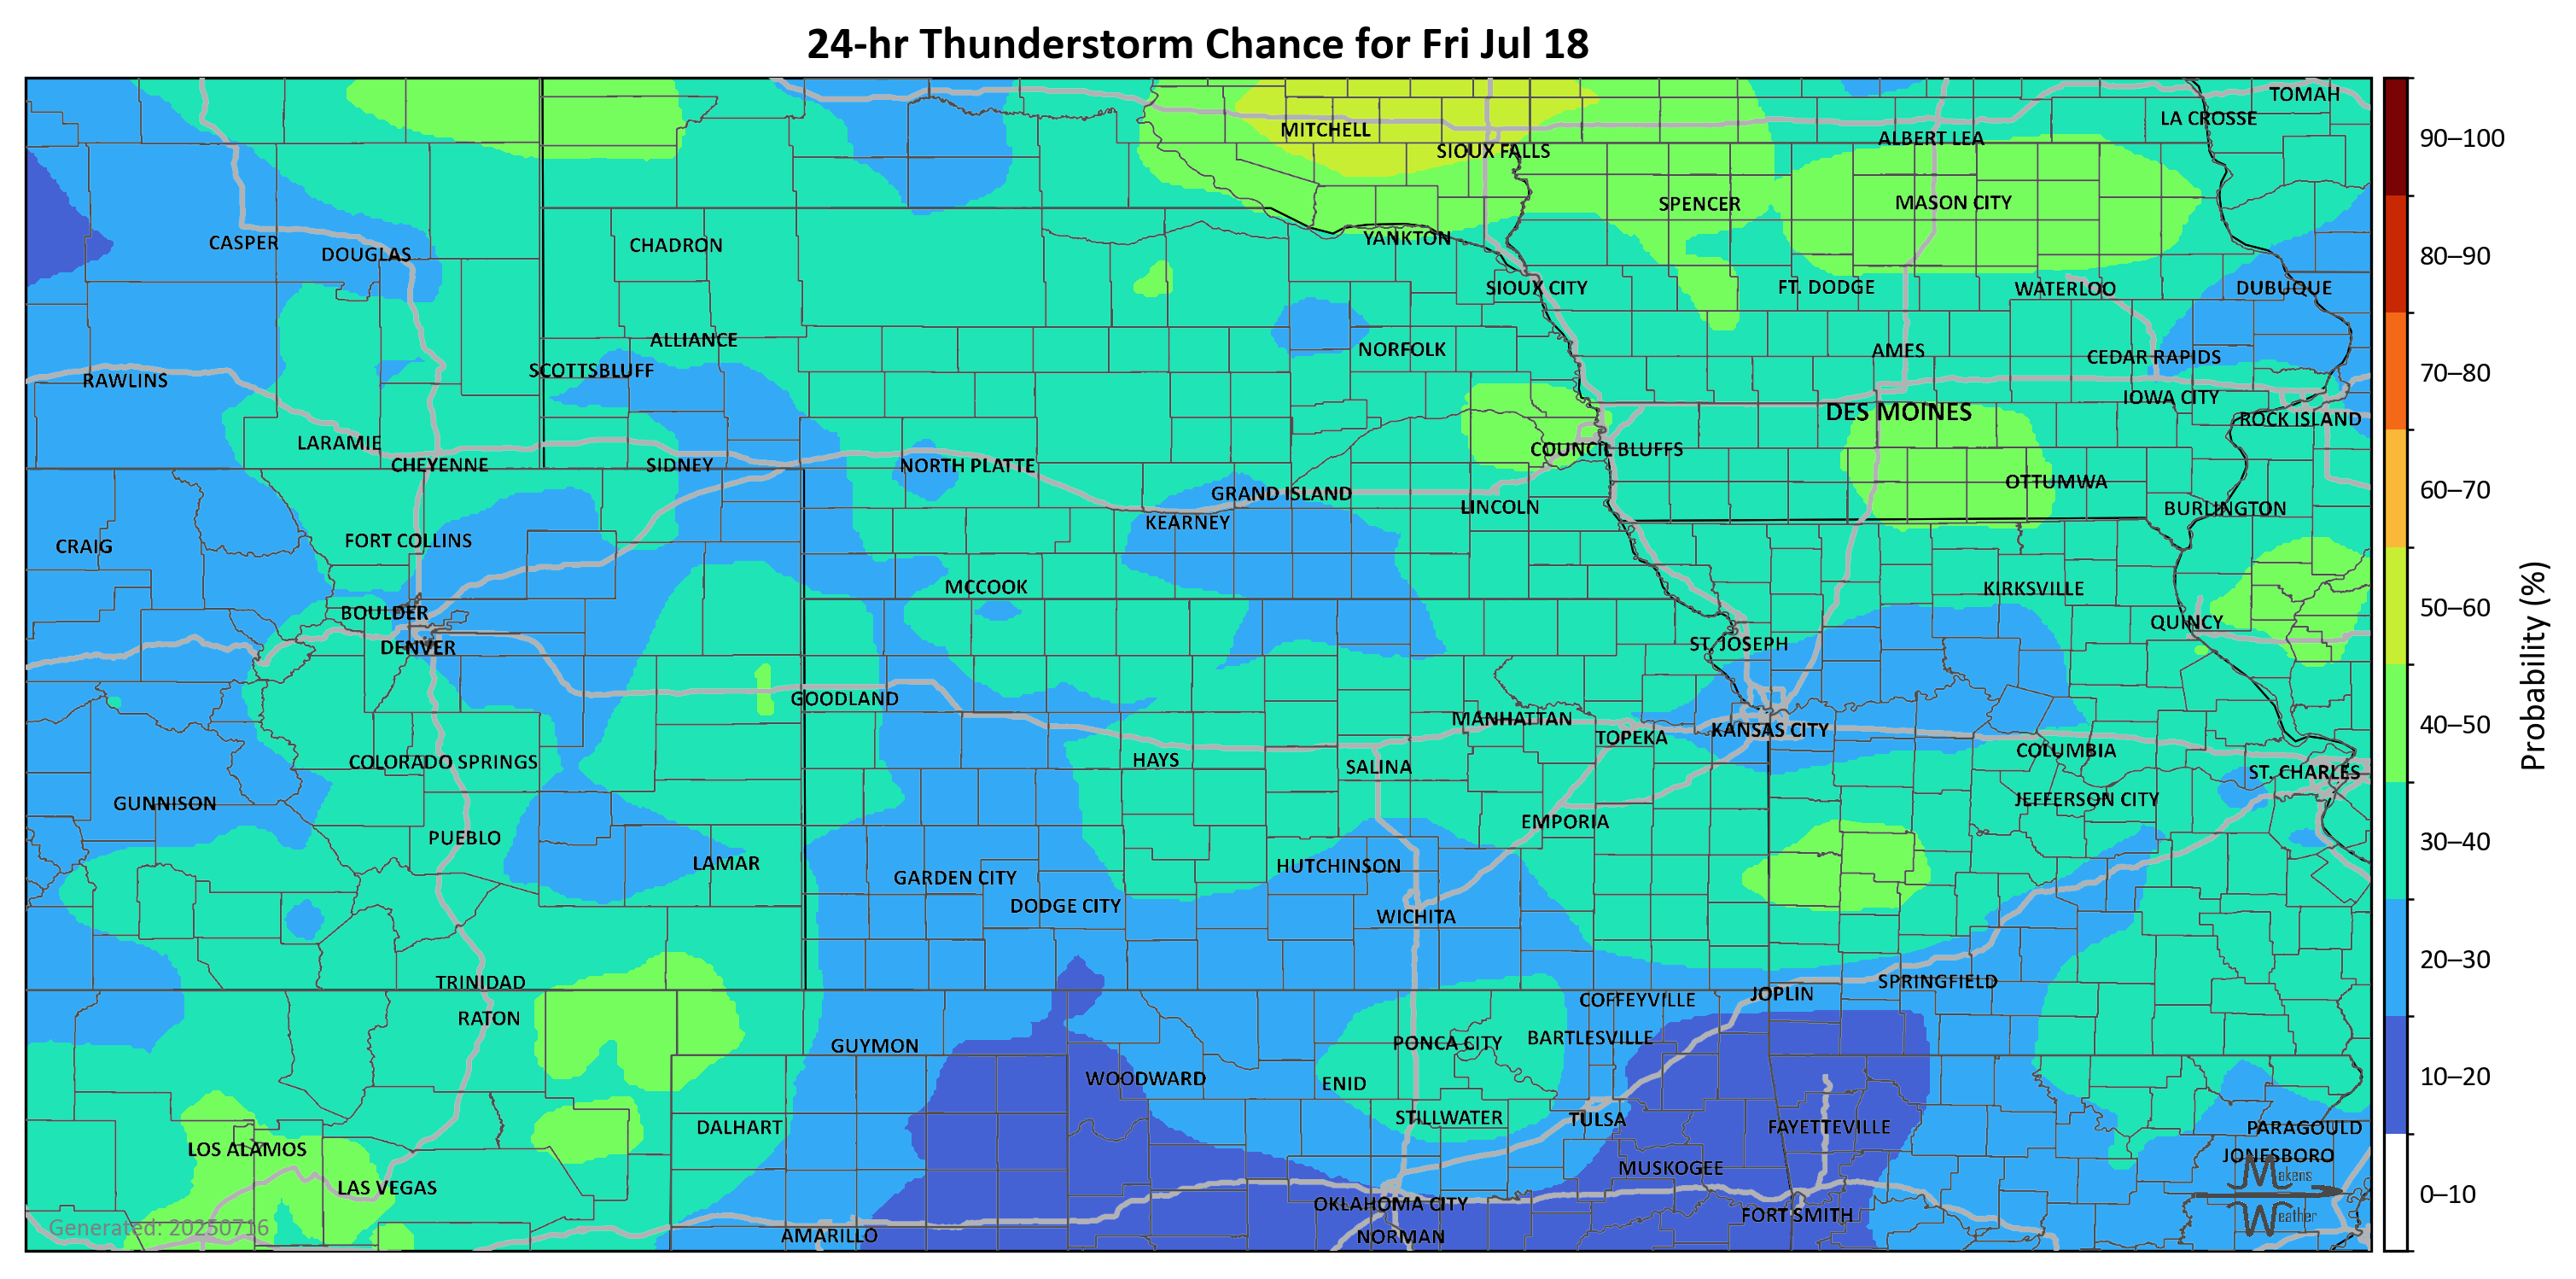 24-hr Thunderstorm Chance for Fri Jul 18
TOMAH
LA CROSSE
MITCHELL
ALBERT LEA
SIOUX FALLS
SPENCER
MASON CITY
CASPER
DOUGLAS
CHADRON
YANKTON
SIOUX CITY
FT. DODGE
WATERLOO
DUBUQUE
ALLIANCE
NORFOLK
AMES
CEDAR RAPIDS
RAWLINS
SCOTTSBLUFF
IOWA CITY
DES MOINES
ROCK ISLAND
LARAMIE
CHEYENNE
SIDNEY
NORTH PLATTE
COUNCIL BLUFFS
GRAND ISLAND
OTTUMWA
LINCOLN
BURLINGTON
KEARNEY
CRAIG
FORT COLLINS
MCCOOK
KIRKSVILLE
BOULDER
QUINCY
DENVER
ST. JOSEPH
GOODLAND
MANHATTAN
TOPEKA
KANSAS CITY
COLORADO SPRINGS
HAYS
SALINA
COLUMBIA
ST. CHARLES
GUNNISON
JEFFERSON CITY
PUEBLO
EMPORIA
LAMAR
GARDEN CITY
HUTCHINSON
DODGE CITY
WICHITA
TRINIDAD
SPRINGFIELD
RATON
COFFEYVILLE
JOPLIN
GUYMON
PONCA CITY
BARTLESVILLE
WOODWARD
ENID
DALHART
STILLWATER
TULSA
FAYETTEVILLE
PARAGOULD
LOS ALAMOS
JONESBORO
MUSKOGEE
LAS VEGAS
OKLAHOMA CITY
FORT SMITH
AMARILLO
NORMAN
Generated: 20250716
Makens
Weather
90–100
80–90
70–80
60–70
50–60
40–50
30–40
20–30
10–20
0–10
Probability (%)